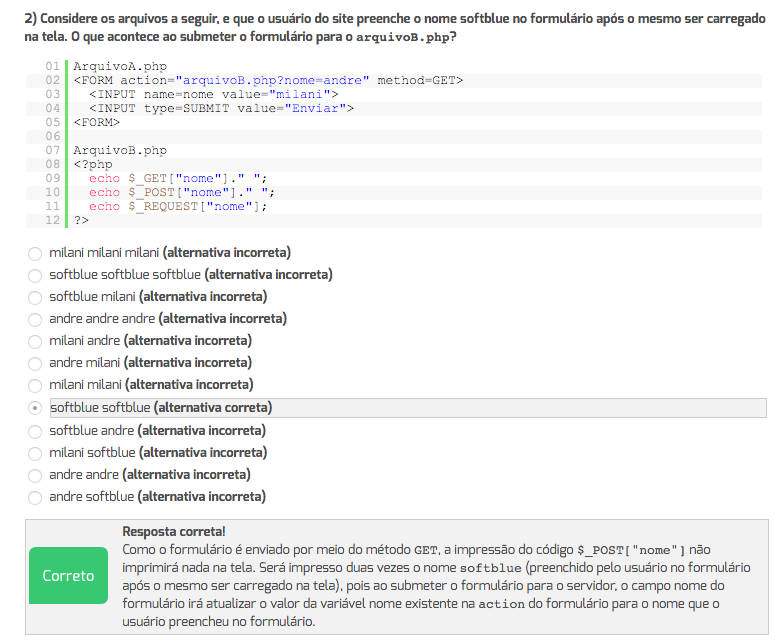 2) Considere os arquivos a seguir, e que o usuário do site preenche o nome softblue no formulário após o mesmo ser carregado
na tela. O que acontece ao submeter o formulário para o arquivoB.php?
01 ArquivoA.php
02 <FORM action="arquivoB.php?nome=andre" method=GET>
03 <INPUT name=nome value="milani">
04 <INPUT type=SUBMIT value="Enviar">
05 <FORM>
06
07 ArquivoB.php
08 <?php
09 echo $_GET["nome"]." ";
10 echo $_POST["nome"]." ";
11 echo $_REQUEST["nome"];
12 ?>
milani milani milani (alternativa incorreta)
softblue softblue softblue (alternativa incorreta)
softblue milani (alternativa incorreta)
andre andre andre (alternativa incorreta)
milani andre (alternativa incorreta)
andre milani (alternativa incorreta)
milani milani (alternativa incorreta)
softblue softblue (alternativa correta)
softblue andre (alternativa incorreta)
milani softblue (alternativa incorreta)
andre andre (alternativa incorreta)
andre softblue (alternativa incorreta)
Correto
Resposta correta!
Como o formulário é enviado por meio do método GET, a impressão do código $_POST["nome"] não
imprimirá nada na tela. Será impresso duas vezes o nome softblue (preenchido pelo usuário no formulário
após o mesmo ser carregado na tela), pois ao submeter o formulário para o servidor, o campo nome do
formulário irá atualizar o valor da variável nome existente na action do formulário para o nome que o
usuário preencheu no formulário.